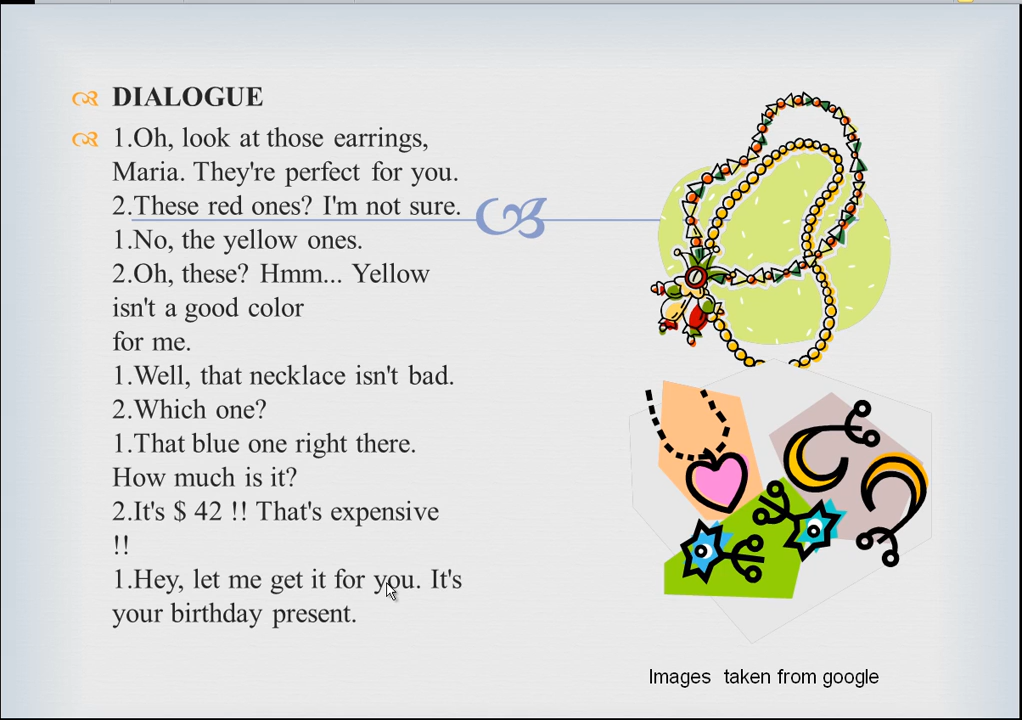 DIALOGUE
1.Oh, look at those earrings,
Maria. They're perfect for you.
2.These red ones? I'm not sure.
1.No, the yellow ones.
2.Oh, these? Hmm... Yellow
isn't a good color
for me.
1.Well, that necklace isn't bad.
2.Which one?
1.That blue one right there.
How much is it?
2.It's $ 42 !! That's expensive
!!
1.Hey, let me get it for you. It's
your birthday present.
Images taken from google